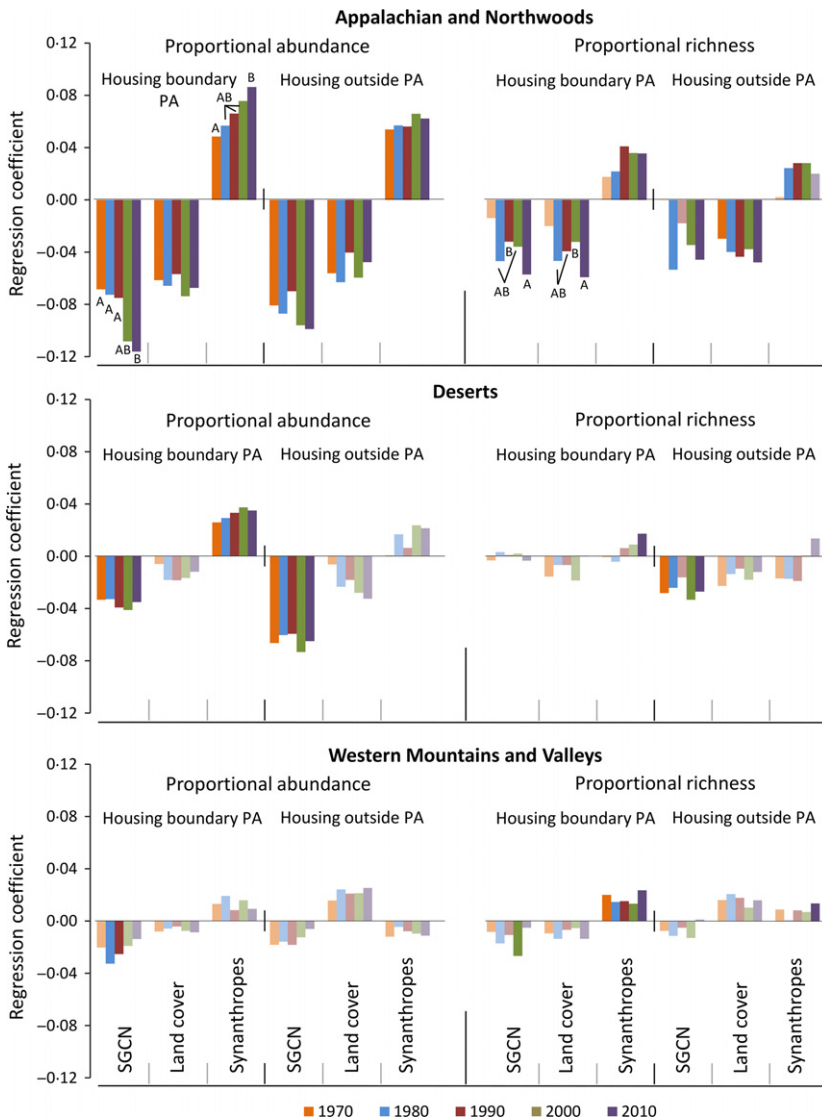 Appalachian and Northwoods
Proportional abundance
Proportional richness
Housing boundary PA
Housing outside PA
Housing boundary PA
Housing outside PA
Regression coefficient
0·12
0·08
0·04
0·00
−0·04
−0·08
−0·12
A
A
A
AB
B
A
AB
B
AB
B
A
AB
B
A
Deserts
Proportional abundance
Proportional richness
Housing boundary PA
Housing outside PA
Housing boundary PA
Housing outside PA
Regression coefficient
0·12
0·08
0·04
0·00
−0·04
−0·08
−0·12
Western Mountains and Valleys
Proportional abundance
Proportional richness
Housing boundary PA
Housing outside PA
Housing boundary PA
Housing outside PA
Regression coefficient
0·12
0·08
0·04
0·00
−0·04
−0·08
−0·12
SGCN
Land cover
Synanthropes
SGCN
Land cover
Synanthropes
SGCN
Land cover
Synanthropes
SGCN
Land cover
Synanthropes
1970
1980
1990
2000
2010